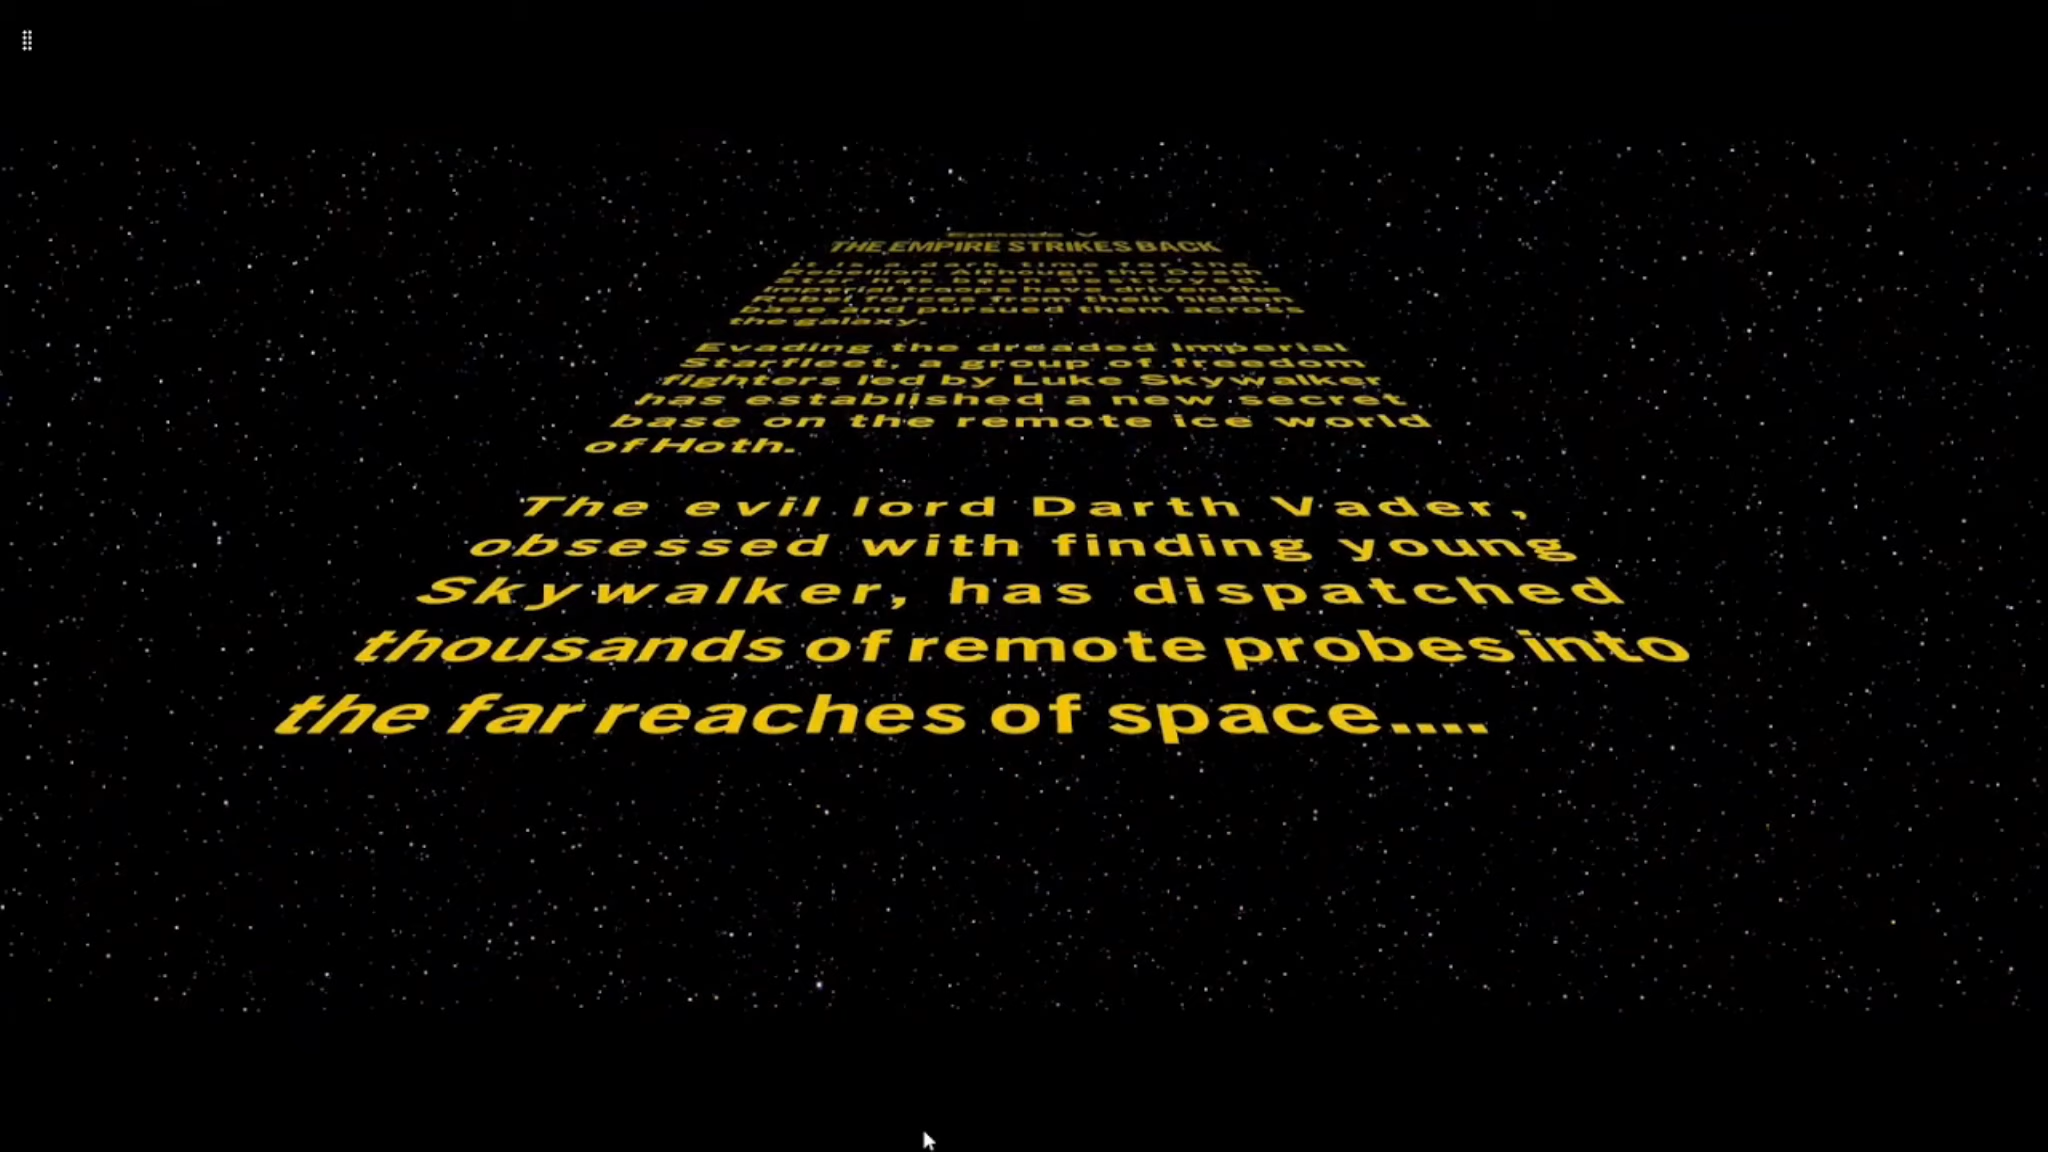 Episode V
THE EMPIRE STRIKES BACK
It is a dark time for the
Rebellion. Although the Death
Star has been destroyed,
Imperial troops have driven the
Rebel forces from their hidden
base and pursued them across
the galaxy.
Evading the dreaded Imperial
Starfleet, a group of freedom
fighters led by Luke Skywalker
has established a new secret
base on the remote ice world
of Hoth.
The evil lord Darth Vader,
obsessed with finding young
Skywalker, has dispatched
thousands of remote probes into
the far reaches of space....